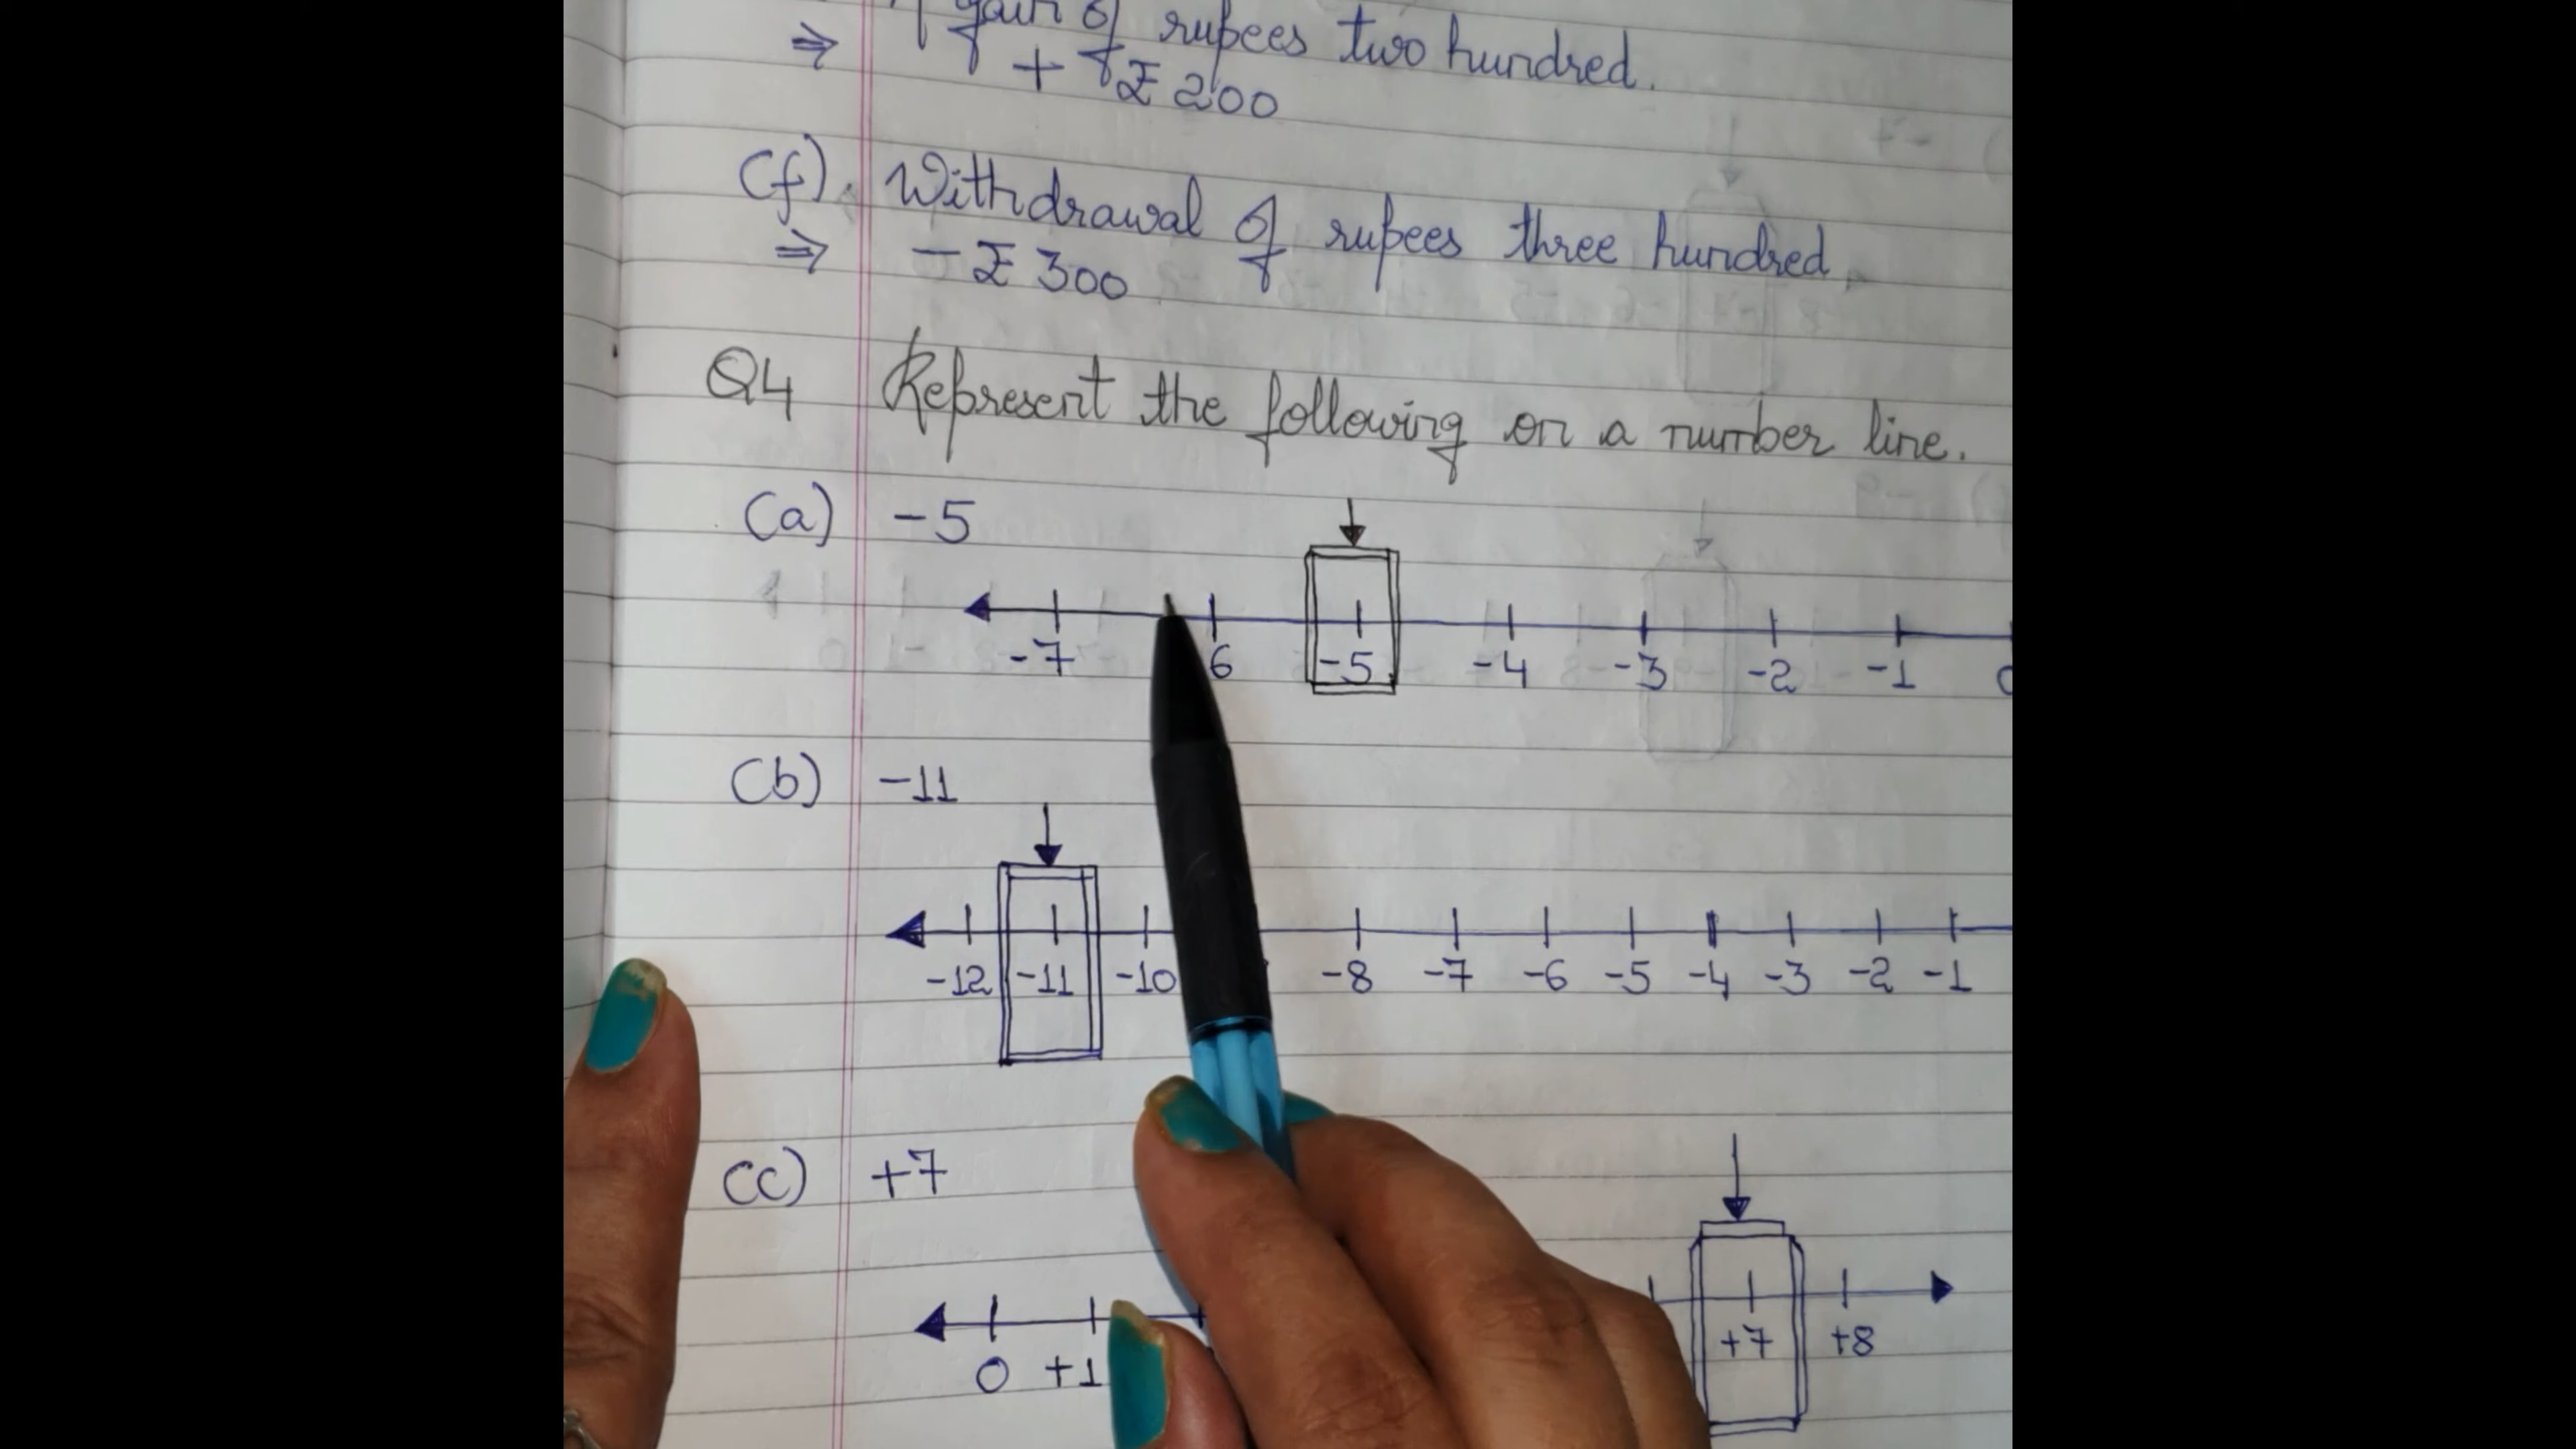 gain of rupees two hundred.
⇒ + ₹ 200
(f). Withdrawal of rupees three hundred.
⇒ - ₹ 300
Q4 Represent the following on a number line.
(a) -5
-7 6 -5 -4 -3 -2 -1 0
(b) -11
-12 -11 -10 -8 -7 -6 -5 -4 -3 -2 -1
(c) +7
0 +1 +7 +8